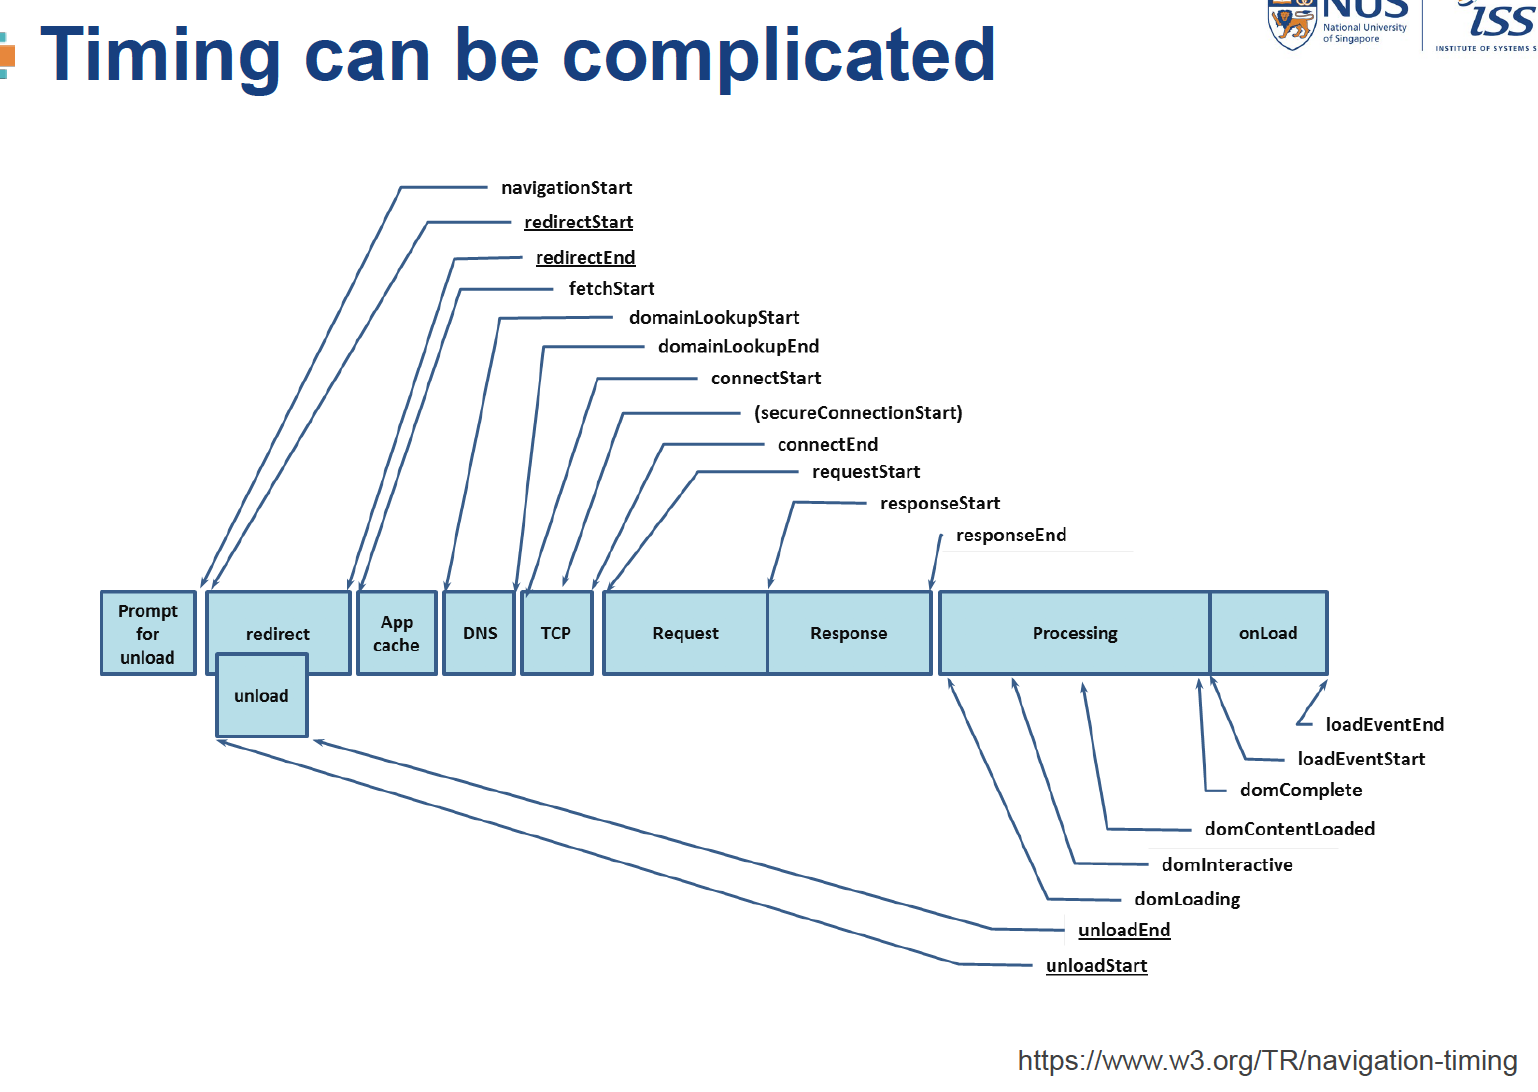 Timing can be complicated
NUS
National University
of Singapore
iss
INSTITUTE OF SYSTEMS S
navigationStart
redirectStart
redirectEnd
fetchStart
domainLookupStart
domainLookupEnd
connectStart
(secureConnectionStart)
connectEnd
requestStart
responseStart
responseEnd
Prompt
for
unload
redirect
unload
App
cache
DNS
TCP
Request
Response
Processing
onLoad
loadEventEnd
loadEventStart
domComplete
domContentLoaded
domInteractive
domLoading
unloadEnd
unloadStart
https://www.w3.org/TR/navigation-timing